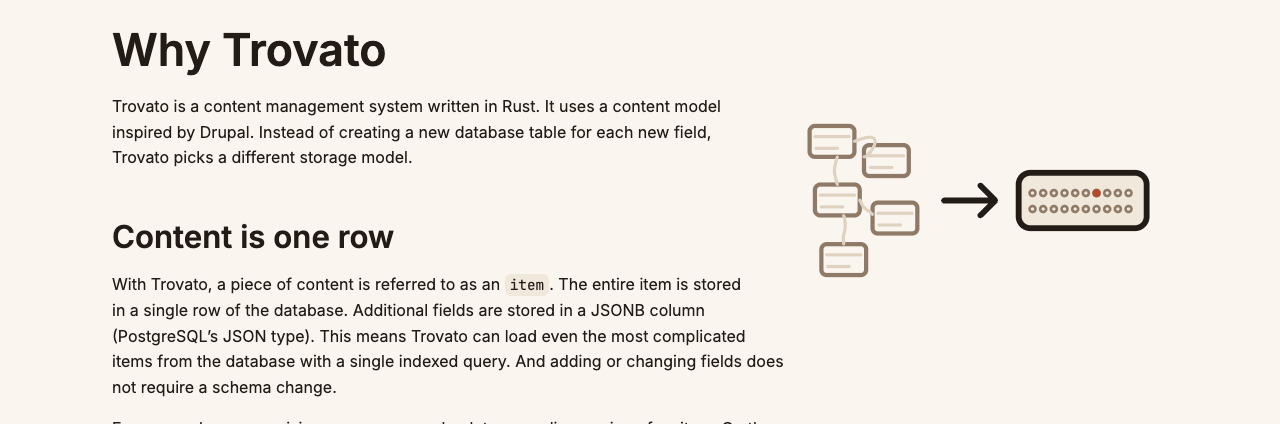 Why Trovato
Trovato is a content management system written in Rust. It uses a content model
inspired by Drupal. Instead of creating a new database table for each new field,
Trovato picks a different storage model.
Content is one row
With Trovato, a piece of content is referred to as an item. The entire item is stored
in a single row of the database. Additional fields are stored in a JSONB column
(PostgreSQL’s JSON type). This means Trovato can load even the most complicated
items from the database with a single indexed query. And adding or changing fields does
not require a schema change.